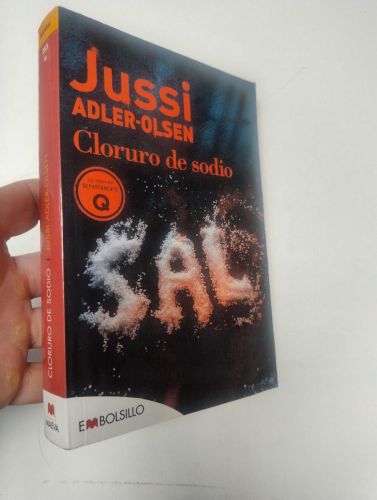 Jussi
ADLER-OLSEN
Cloruro de sodio
DEPARTAMENTO
Q
SAL
EMBOLSILLO
CLORURO DE SODIO JUSSI ADLER-OLSEN
MAEVA